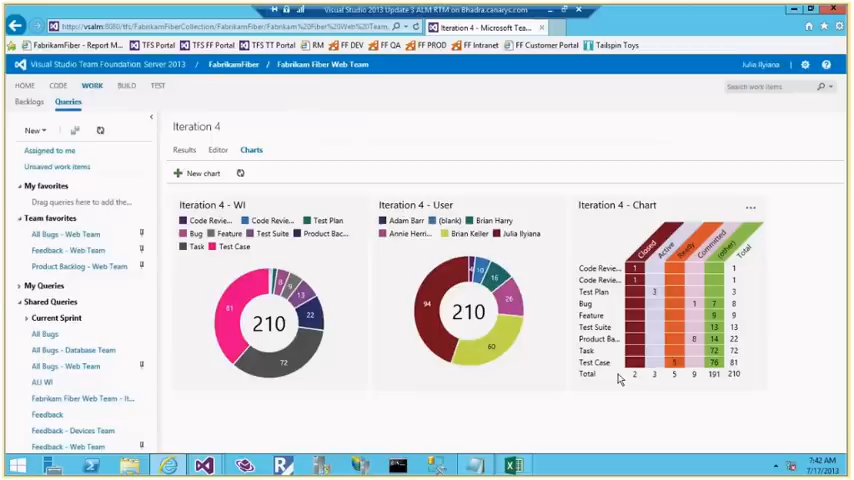 Visual Studio 2013 Update 3 ALM RTM on Bhadra.canarys.com
http://vsalm:8080/tfs/FabrikamFiberCollection/FabrikamFiber/Fabrikam%20Fiber%20Web%20Team.
Iteration 4 - Microsoft Tea...
FabrikamFiber - Report M...
TFS FF Portal
TFS TT Portal
RM
FF DEV
FF QA
FF PROD
FF Intranet
FF Customer Portal
Tailspin Toys
Visual Studio Team Foundation Server 2013
FabrikamFiber / Fabrikam Fiber Web Team
Julia Ilyiana
HOME CODE WORK BUILD TEST
Search work items
Backlogs Queries
New
Assigned to me
Unsaved work items
My favorites
Drag queries here to add the...
Team favorites
All Bugs - Web Team
Feedback - Web Team
Product Backlog - Web Team
My Queries
Shared Queries
Current Sprint
All Bugs
All Bugs - Database Team
All Bugs - Web Team
ALl WI
Fabrikam Fiber Web Team - It...
Feedback
Feedback - Devices Team
Feedback - Web Team
Iteration 4
Results Editor Charts
New chart
Iteration 4 - WI
Code Revie... Code Revie... Test Plan
Bug Feature Test Suite Product Bac...
Task Test Case
8
9
13
22
72
81
210
Iteration 4 - User
Adam Barr (blank) Brian Harry
Annie Herri... Brian Keller Julia Ilyiana
4
10
16
26
60
94
210
Iteration 4 - Chart
...
Closed Active Ready Committed (other) Total
Code Revie... 1 1
Code Revie... 1 1
Test Plan 3 3
Bug 1 7 8
Feature 9 9
Test Suite 13 13
Product Ba... 8 14 22
Task 72 72
Test Case 5 76 81
Total 2 3 5 9 191 210
7:42 AM
7/17/2013